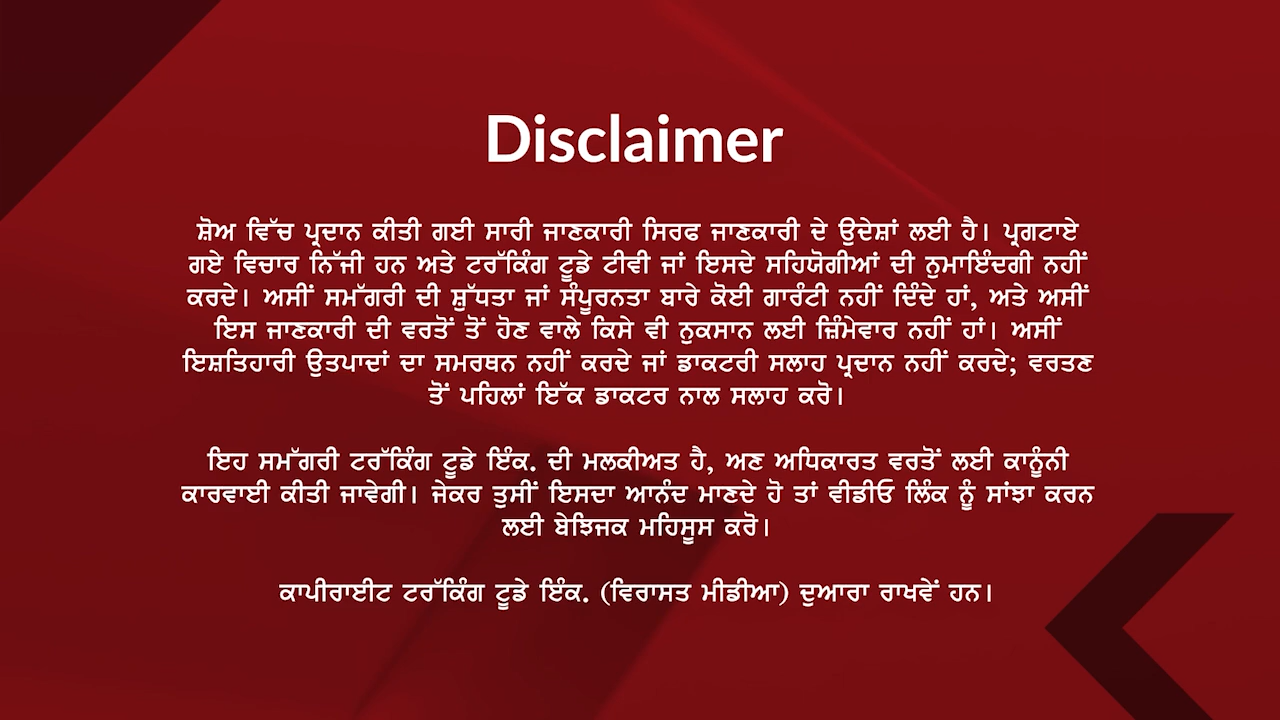 Disclaimer
ਸ਼ੋਅ ਵਿੱਚ ਪ੍ਰਦਾਨ ਕੀਤੀ ਗਈ ਸਾਰੀ ਜਾਣਕਾਰੀ ਸਿਰਫ ਜਾਣਕਾਰੀ ਦੇ ਉਦੇਸ਼ਾਂ ਲਈ ਹੈ। ਪ੍ਰਗਟਾਏ
ਗਏ ਵਿਚਾਰ ਨਿੱਜੀ ਹਨ ਅਤੇ ਟਰੱਕਿੰਗ ਟੂਡੇ ਟੀਵੀ ਜਾਂ ਇਸਦੇ ਸਹਿਯੋਗੀਆਂ ਦੀ ਨੁਮਾਇੰਦਗੀ ਨਹੀਂ
ਕਰਦੇ। ਅਸੀਂ ਸਮੱਗਰੀ ਦੀ ਸ਼ੁੱਧਤਾ ਜਾਂ ਸੰਪੂਰਨਤਾ ਬਾਰੇ ਕੋਈ ਗਾਰੰਟੀ ਨਹੀਂ ਦਿੰਦੇ ਹਾਂ, ਅਤੇ ਅਸੀਂ
ਇਸ ਜਾਣਕਾਰੀ ਦੀ ਵਰਤੋਂ ਤੋਂ ਹੋਣ ਵਾਲੇ ਕਿਸੇ ਵੀ ਨੁਕਸਾਨ ਲਈ ਜ਼ਿੰਮੇਵਾਰ ਨਹੀਂ ਹਾਂ। ਅਸੀਂ
ਇਸ਼ਤਿਹਾਰੀ ਉਤਪਾਦਾਂ ਦਾ ਸਮਰਥਨ ਨਹੀਂ ਕਰਦੇ ਜਾਂ ਡਾਕਟਰੀ ਸਲਾਹ ਪ੍ਰਦਾਨ ਨਹੀਂ ਕਰਦੇ; ਵਰਤਣ
ਤੋਂ ਪਹਿਲਾਂ ਇੱਕ ਡਾਕਟਰ ਨਾਲ ਸਲਾਹ ਕਰੋ।
ਇਹ ਸਮੱਗਰੀ ਟਰੱਕਿੰਗ ਟੂਡੇ ਇੰਕ. ਦੀ ਮਲਕੀਅਤ ਹੈ, ਅਣ ਅਧਿਕਾਰਤ ਵਰਤੋਂ ਲਈ ਕਾਨੂੰਨੀ
ਕਾਰਵਾਈ ਕੀਤੀ ਜਾਵੇਗੀ। ਜੇਕਰ ਤੁਸੀਂ ਇਸਦਾ ਆਨੰਦ ਮਾਣਦੇ ਹੋ ਤਾਂ ਵੀਡੀਓ ਲਿੰਕ ਨੂੰ ਸਾਂਝਾ ਕਰਨ
ਲਈ ਬੇਝਿਜਕ ਮਹਿਸੂਸ ਕਰੋ।
ਕਾਪੀਰਾਈਟ ਟਰੱਕਿੰਗ ਟੂਡੇ ਇੰਕ. (ਵਿਰਾਸਤ ਮੀਡੀਆ) ਦੁਆਰਾ ਰਾਖਵੇਂ ਹਨ।